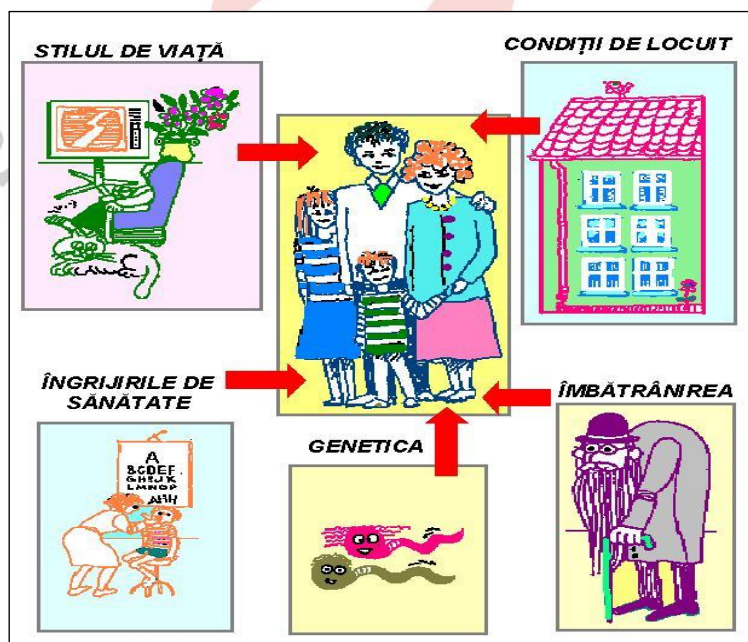 STILUL DE VIAȚĂ
CONDIȚII DE LOCUIT
ÎNGRIJIRILE DE
SĂNĂTATE
GENETICA
ÎMBĂTRÂNIREA
A